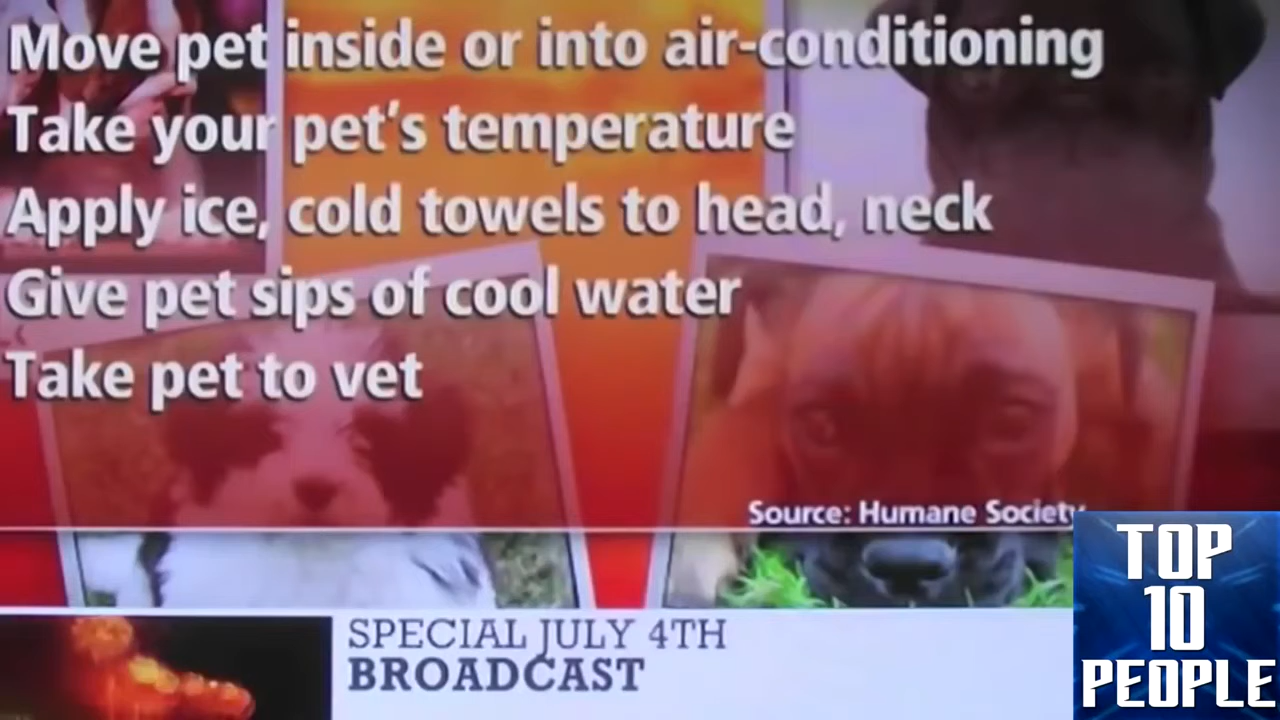 Move pet inside or into air-conditioning
Take your pet's temperature
Apply ice, cold towels to head, neck
Give pet sips of cool water
Take pet to vet
Source: Humane Society
SPECIAL JULY 4TH
BROADCAST
TOP
10
PEOPLE